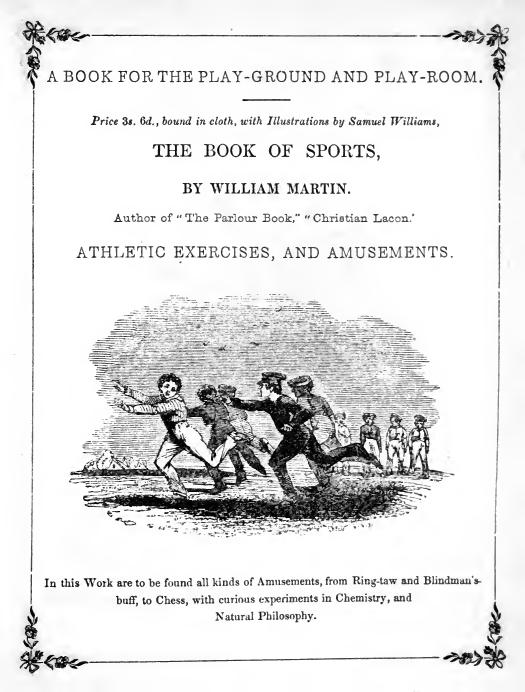 A BOOK FOR THE PLAY-GROUND AND PLAY-ROOM.
Price 3s. 6d., bound in cloth, with Illustrations by Samuel Williams,
THE BOOK OF SPORTS,
BY WILLIAM MARTIN.
Author of "The Parlour Book," "Christian Lacon.'
ATHLETIC EXERCISES, AND AMUSEMENTS.
In this Work are to be found all kinds of Amusements, from Ring-taw and Blindman's-
buff, to Chess, with curious experiments in Chemistry, and
Natural Philosophy.